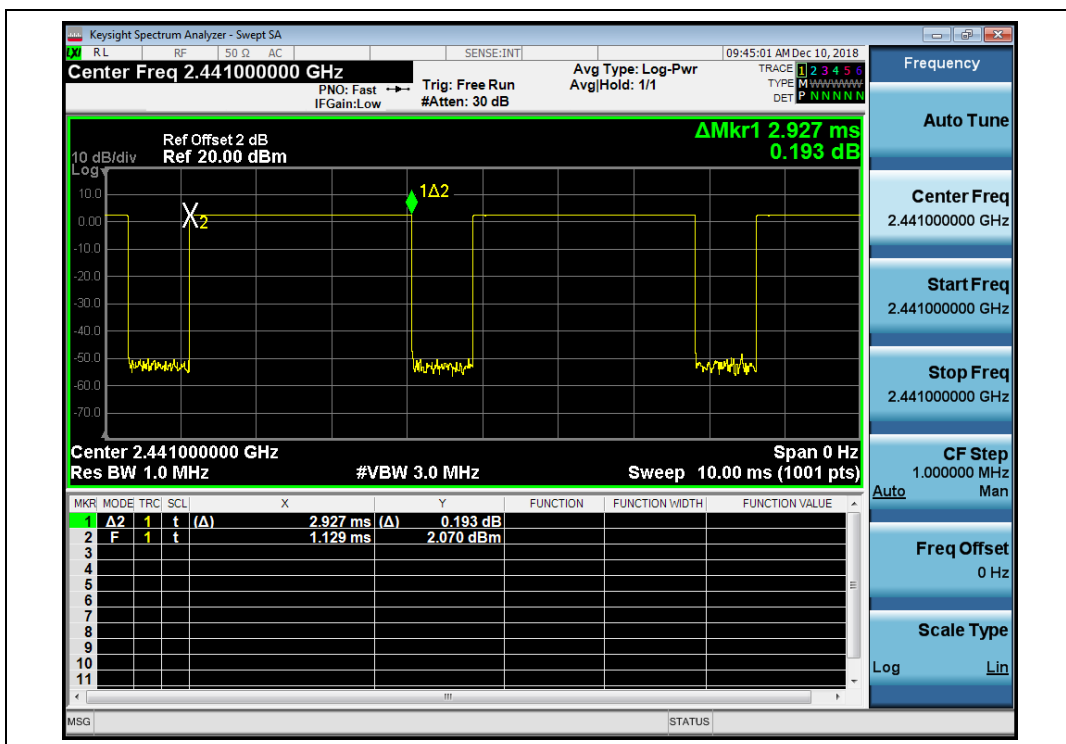 Keysight Spectrum Analyzer - Swept SA
LXI RL RF 50 Ω AC SENSE:INT 09:45:01 AM Dec 10, 2018
Center Freq 2.441000000 GHz
PNO: Fast
IFGain:Low
Trig: Free Run
#Atten: 30 dB
Avg Type: Log-Pwr
Avg|Hold: 1/1
TRACE 1 2 3 4 5 6
TYPE M W W W W W
DET P N N N N N
ΔMkr1 2.927 ms
0.193 dB
Ref Offset 2 dB
10 dB/div Ref 20.00 dBm
Log
10.0
0.00
-10.0
-20.0
-30.0
-40.0
-50.0
-60.0
-70.0
X2
1Δ2
Center 2.441000000 GHz Span 0 Hz
Res BW 1.0 MHz #VBW 3.0 MHz Sweep 10.00 ms (1001 pts)
MKR MODE TRC SCL X Y FUNCTION FUNCTION WIDTH FUNCTION VALUE
1 Δ2 1 t (Δ) 2.927 ms (Δ) 0.193 dB
2 F 1 t 1.129 ms 2.070 dBm
3
4
5
6
7
8
9
10
11
MSG STATUS
Frequency
Auto Tune
Center Freq
2.441000000 GHz
Start Freq
2.441000000 GHz
Stop Freq
2.441000000 GHz
CF Step
1.000000 MHz
Auto Man
Freq Offset
0 Hz
Scale Type
Log Lin